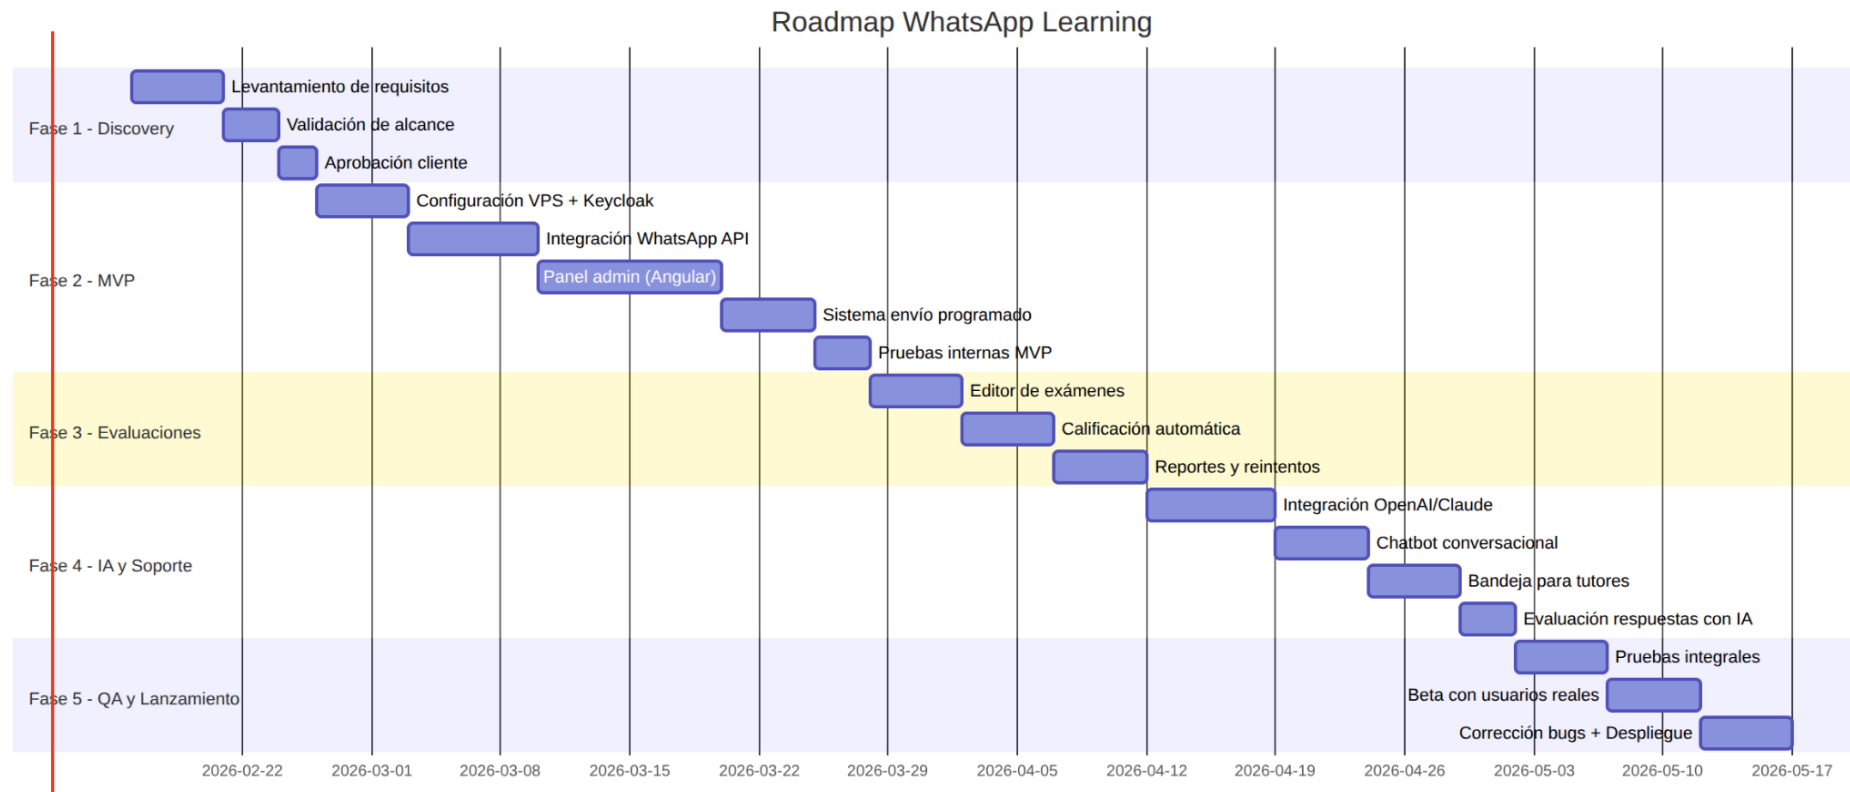 Roadmap WhatsApp Learning
Fase 1 - Discovery
Levantamiento de requisitos
Validación de alcance
Aprobación cliente
Fase 2 - MVP
Configuración VPS + Keycloak
Integración WhatsApp API
Panel admin (Angular)
Sistema envío programado
Pruebas internas MVP
Fase 3 - Evaluaciones
Editor de exámenes
Calificación automática
Reportes y reintentos
Fase 4 - IA y Soporte
Integración OpenAI/Claude
Chatbot conversacional
Bandeja para tutores
Evaluación respuestas con IA
Fase 5 - QA y Lanzamiento
Pruebas integrales
Beta con usuarios reales
Corrección bugs + Despliegue
2026-02-22 2026-03-01 2026-03-08 2026-03-15 2026-03-22 2026-03-29 2026-04-05 2026-04-12 2026-04-19 2026-04-26 2026-05-03 2026-05-10 2026-05-17